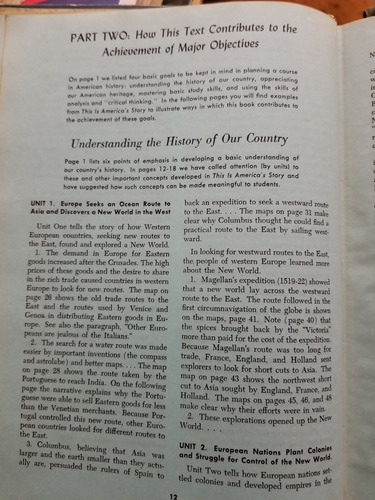 PART TWO: How This Text Contributes to the
Achievement of Major Objectives
On page 1 we listed four basic goals to be kept in mind in planning a course
in American history: understanding the history of our country, appreciating
our American heritage, mastering basic study skills, and using the skills of
analysis and "critical thinking." In the following pages you will find examples
from This Is America's Story to illustrate ways in which this book contributes to
the achievement of these goals.
Understanding the History of Our Country
Page 1 lists six points of emphasis in developing a basic understanding of
our country's history. In pages 12-18 we have called attention (by units) to
these and other important concepts developed in This Is America's Story and
have suggested how such concepts can be made meaningful to students.
UNIT 1. Europe Seeks an Ocean Route to
Asia and Discovers a New World in the West
Unit One tells the story of how Western
European countries, seeking new routes to
the East, found and explored a New World.
1. The demand in Europe for Eastern
goods increased after the Crusades. The high
prices of these goods and the desire to share
in the rich trade caused countries in western
Europe to look for new routes. The map on
page 26 shows the old trade routes to the
East and the routes used by Venice and
Genoa in distributing Eastern goods in Eu-
rope. See also the paragraph, "Other Euro-
peans are jealous of the Italians."
2. The search for a water route was made
easier by important inventions (the compass
and astrolabe) and better maps. . . . The map
on page 28 shows the route taken by the
Portuguese to reach India. On the following
page the narrative explains why the Portu-
guese were able to sell Eastern goods for less
than the Venetian merchants. Because Por-
tugal controlled this new route, other Euro-
pean countries looked for different routes to
the East.
3. Columbus, believing that Asia was
larger and the earth smaller than they actu-
ally are, persuaded the rulers of Spain to
back an expedition to seek a westward route
to the East. . . . The maps on page 31 make
clear why Columbus thought he could find a
practical route to the East by sailing west-
ward.
In looking for westward routes to the East,
the people of western Europe learned more
about the New World.
1. Magellan's expedition (1519-22) showed
that a new world lay across the westward
route to the East. The route followed in the
first circumnavigation of the globe is shown
on the maps, page 41. Note (page 40) that
the spices brought back by the "Victoria"
more than paid for the cost of the expedition.
Because Magellan's route was too long for
trade, France, England, and Holland sent
explorers to look for short cuts to Asia. The
map on page 43 shows the northwest short
cut to Asia sought by England, France, and
Holland. The maps on pages 45, 46, and 48
make clear why their efforts were in vain.
2. These explorations opened up the New
World. . . .
UNIT 2. European Nations Plant Colonies
and Struggle for Control of the New World.
Unit Two tells how European nations set-
tled colonies and developed empires in the
12